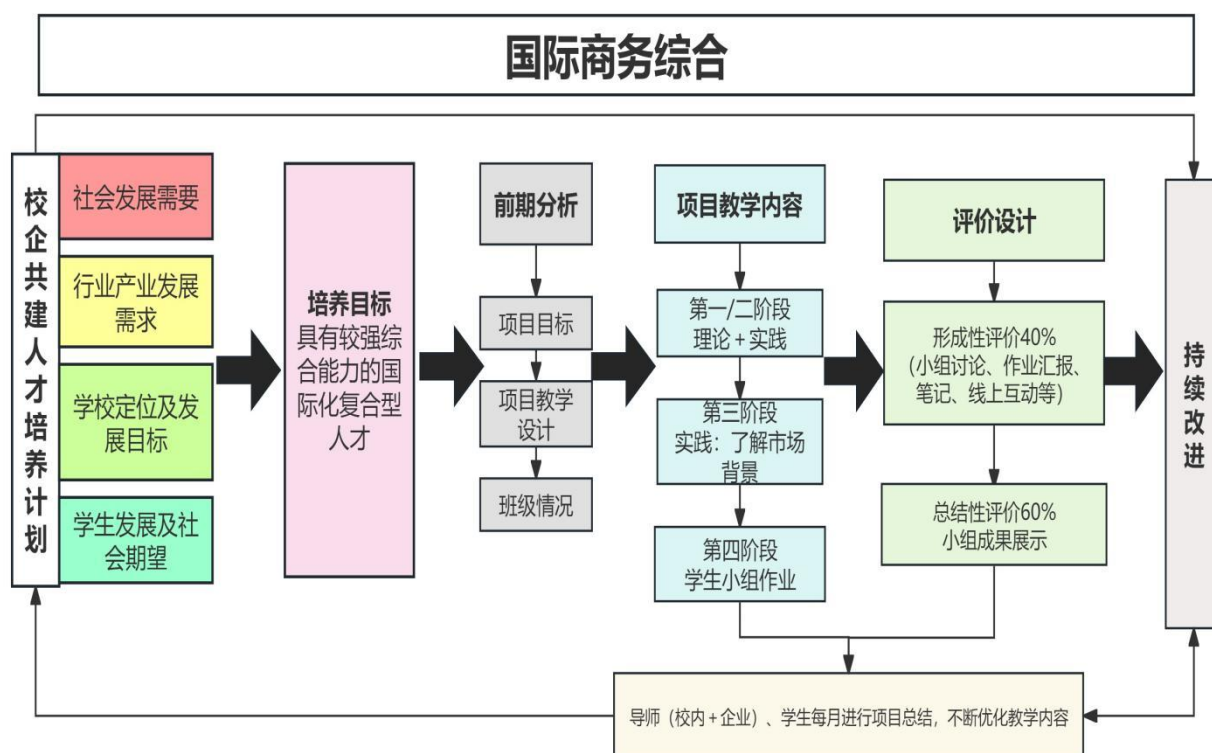 国际商务综合
校企共建人才培养计划
社会发展需要
行业产业发展
需求
学校定位及发
展目标
学生发展及社
会期望
培养目标
具有较强综
合能力的国
际化复合型
人才
前期分析
项目目标
项目教学
设计
班级情况
项目教学内容
第一/二阶段
理论+实践
第三阶段
实践：了解市场
背景
第四阶段
学生小组作业
评价设计
形成性评价40%
（小组讨论、作业汇报、
笔记、线上互动等）
总结性评价60%
小组成果展示
持续改进
导师（校内+企业）、学生每月进行项目总结，不断优化教学内容